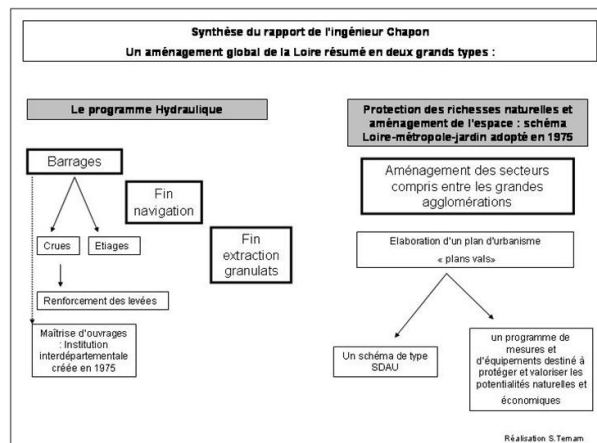 Synthèse du rapport de l'ingénieur Chapon
Un aménagement global de la Loire résumé en deux grands types :
Le programme Hydraulique
Barrages
Fin
navigation
Fin
extraction
granulats
Crues
Etiages
Renforcement des levées
Maîtrise d'ouvrages
: Institution
interdépartementale
créée en 1975
Protection des richesses naturelles et
aménagement de l'espace : schéma
Loire-métropole-jardin adopté en 1975
Aménagement des secteurs
compris entre les grandes
agglomérations
Elaboration d'un plan d'urbanisme
« plans vals»
Un schéma de type
SDAU
un programme de
mesures et
d'équipements destiné à
protéger et valoriser les
potentialités naturelles et
économiques
Réalisation S.Temam